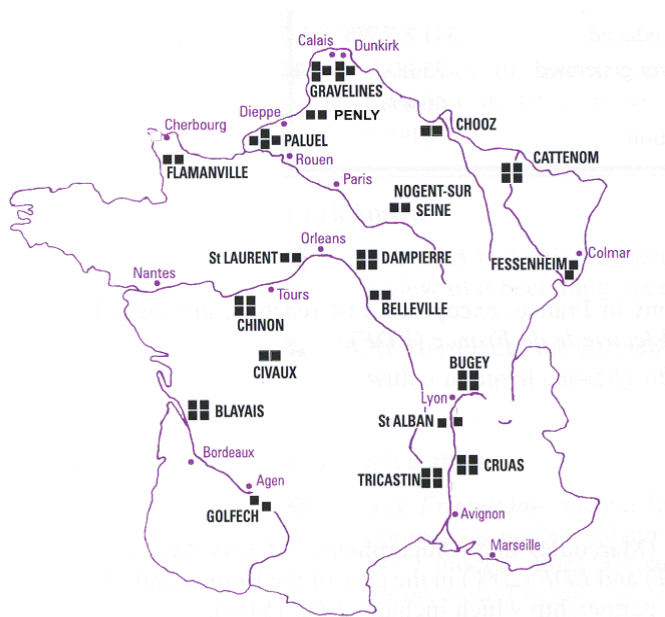 Calais
Dunkirk
GRAVELINES
Dieppe
PENLY
Cherbourg
PALUEL
CHOOZ
Rouen
CATTENOM
FLAMANVILLE
Paris
NOGENT-SUR
SEINE
Orleans
St LAURENT
DAMPIERRE
Colmar
FESSENHEIM
Nantes
Tours
BELLEVILLE
CHINON
CIVAUX
BUGEY
Lyon
BLAYAIS
St ALBAN
Bordeaux
CRUAS
Agen
TRICASTIN
GOLFECH
Avignon
Marseille